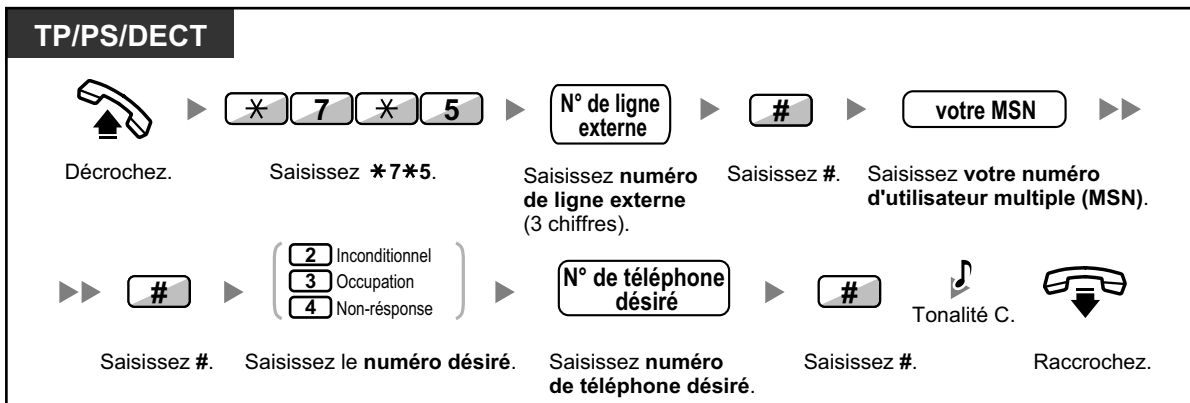 TP/PS/DECT
✳ 7 ✳ 5
N° de ligne
externe
#
votre MSN
Décrochez.
Saisissez ✳7✳5.
Saisissez numéro
de ligne externe
(3 chiffres).
Saisissez #.
Saisissez votre numéro
d'utilisateur multiple (MSN).
#
2 Inconditionnel
3 Occupation
4 Non-résponse
N° de téléphone
désiré
#
Tonalité C.
Saisissez #.
Saisissez le numéro désiré.
Saisissez numéro
de téléphone désiré.
Saisissez #.
Raccrochez.